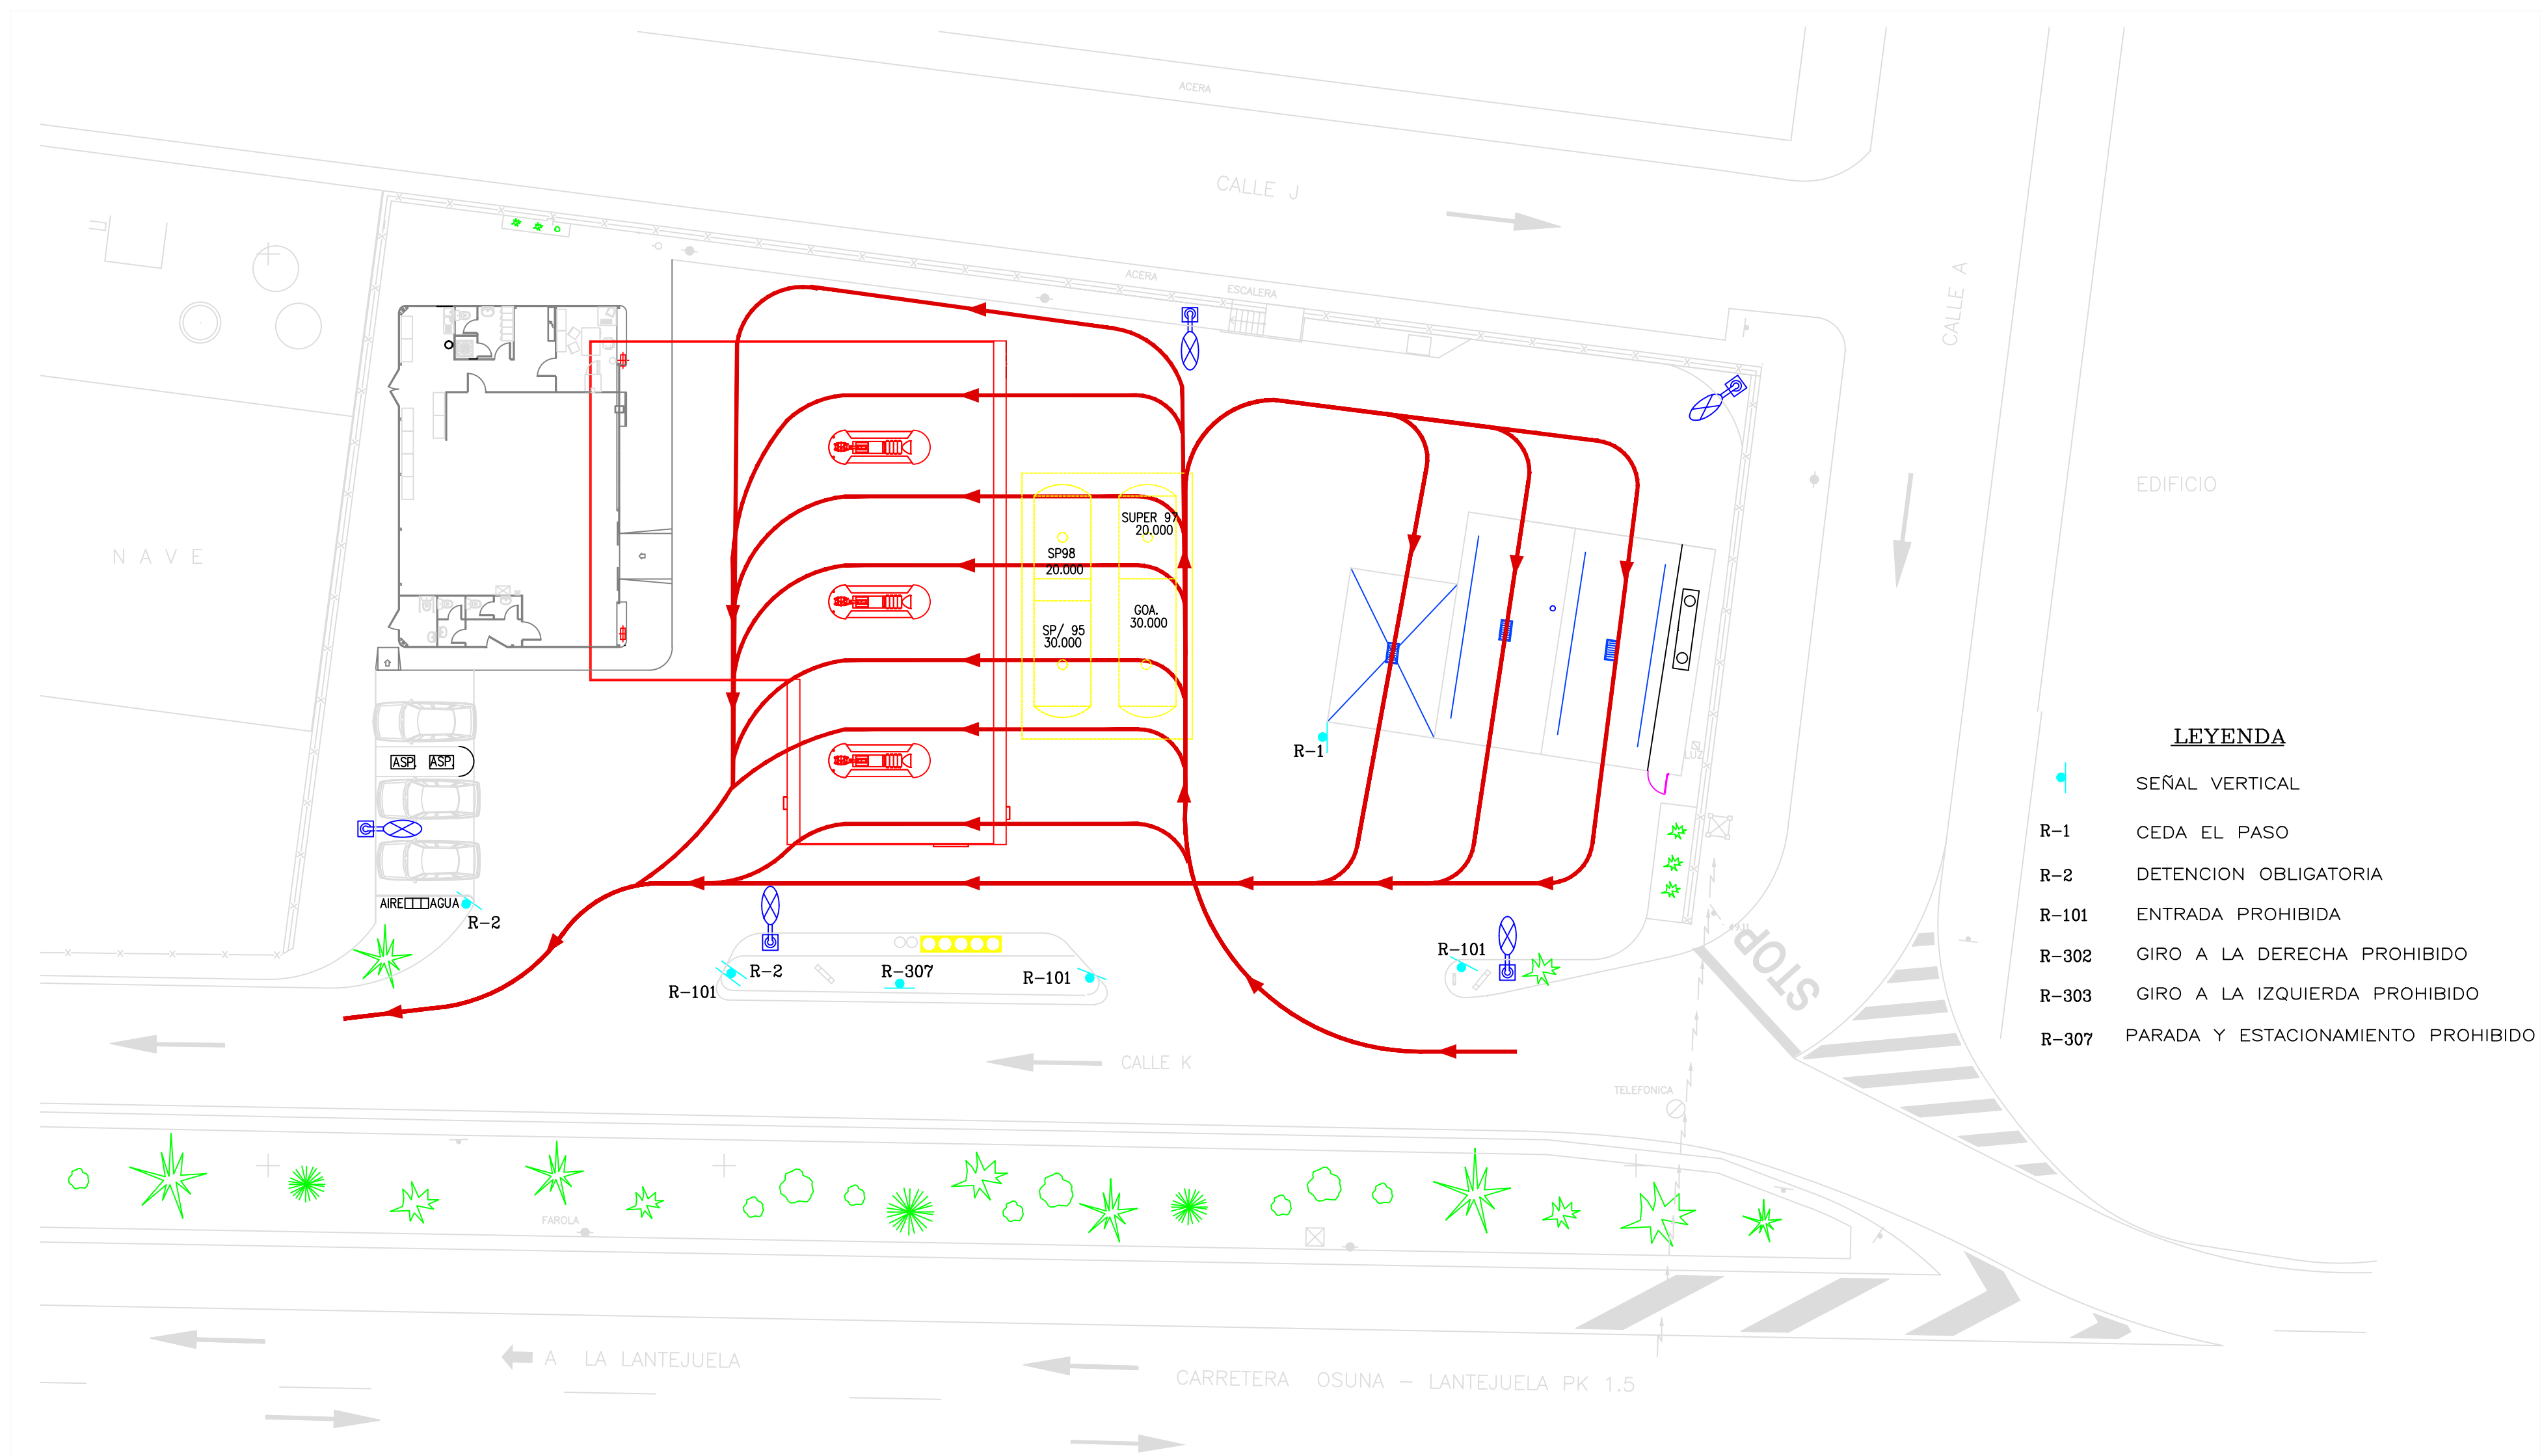 ACERA
CALLE J
CALLE A
ACERA
ESCALERA
EDIFICIO
N A V E
SUPER 97
20.000
SP98
20.000
GOA.
30.000
SP/ 95
30.000
R-1
LUZ
ASP.
ASP.
AIRE
AGUA
R-2
R-101
R-2
R-307
R-101
R-101
STOP
CALLE K
TELEFONICA
FAROLA
A LA LANTEJUELA
CARRETERA OSUNA - LANTEJUELA PK 1.5
LEYENDA
SEÑAL VERTICAL
R-1 CEDA EL PASO
R-2 DETENCION OBLIGATORIA
R-101 ENTRADA PROHIBIDA
R-302 GIRO A LA DERECHA PROHIBIDO
R-303 GIRO A LA IZQUIERDA PROHIBIDO
R-307 PARADA Y ESTACIONAMIENTO PROHIBIDO